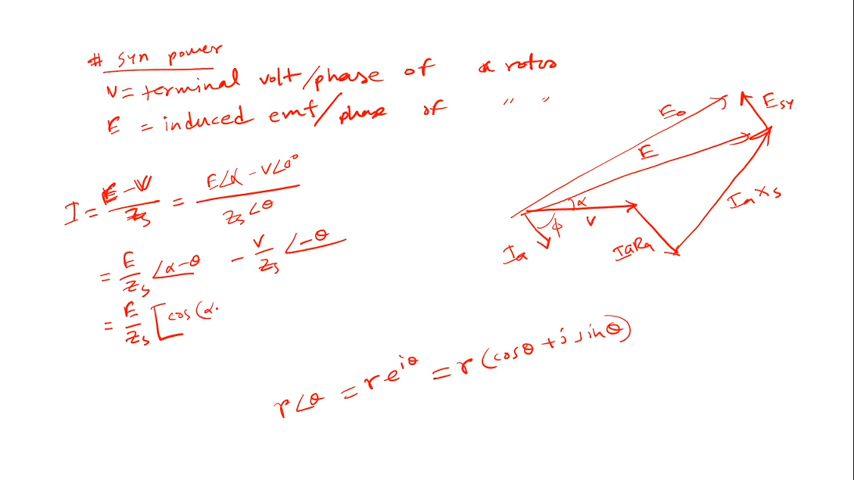 # syn power
V = terminal volt/phase of a rotor
E = induced emf/phase of " "
I = E-V/Zs = E∠α - V∠0°/Zs∠θ
= E/Zs ∠α-θ - V/Zs ∠-θ
= E/Zs [cos(α-
r∠θ = re^iθ = r(cosθ + i sinθ)
E₀
Esy
E
α
V
φ
Ia
IaRa
IaXs